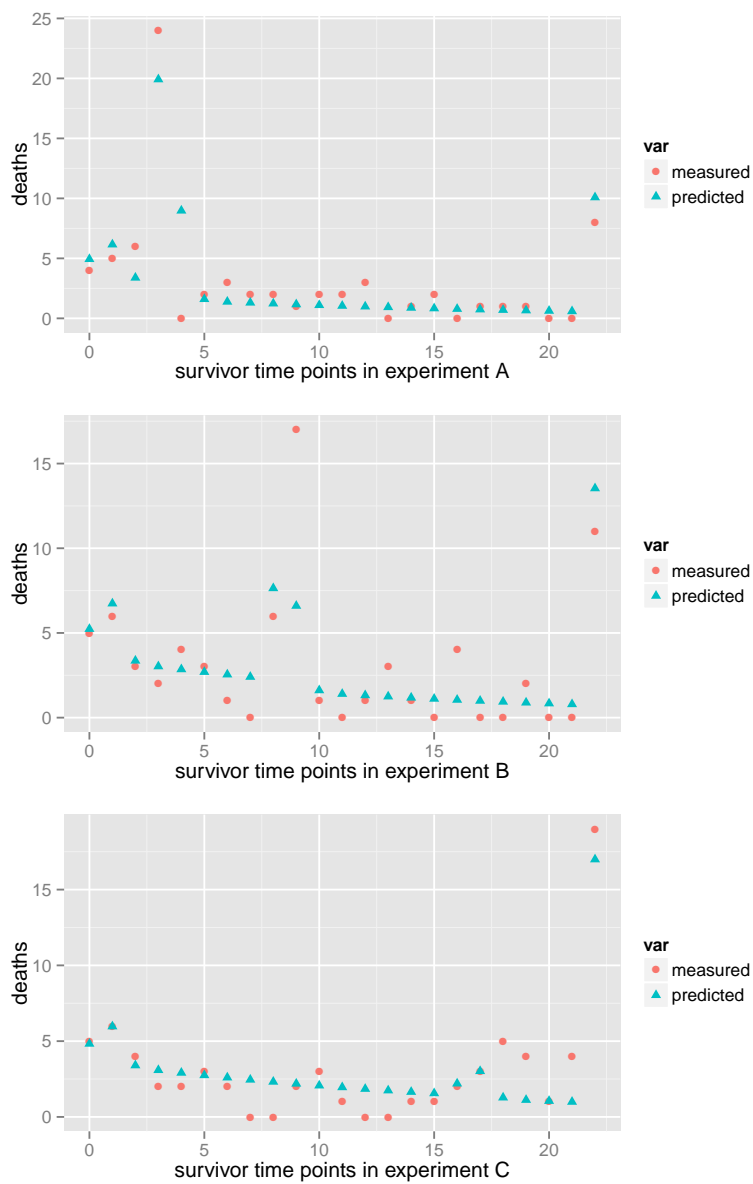 25
20
15
10
5
0
deaths
0 5 10 15 20
survivor time points in experiment A
var
measured
predicted
15
10
5
0
deaths
0 5 10 15 20
survivor time points in experiment B
var
measured
predicted
15
10
5
0
deaths
0 5 10 15 20
survivor time points in experiment C
var
measured
predicted